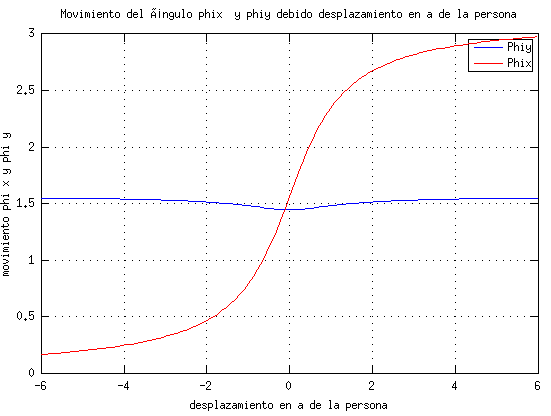 Movimiento del Ãingulo phix y phiy debido desplazamiento en a de la persona
3
2.5
2
1.5
1
0.5
0
-6
-4
-2
0
2
4
6
Phiy
Phix
movimiento phi x y phi y
desplazamiento en a de la persona